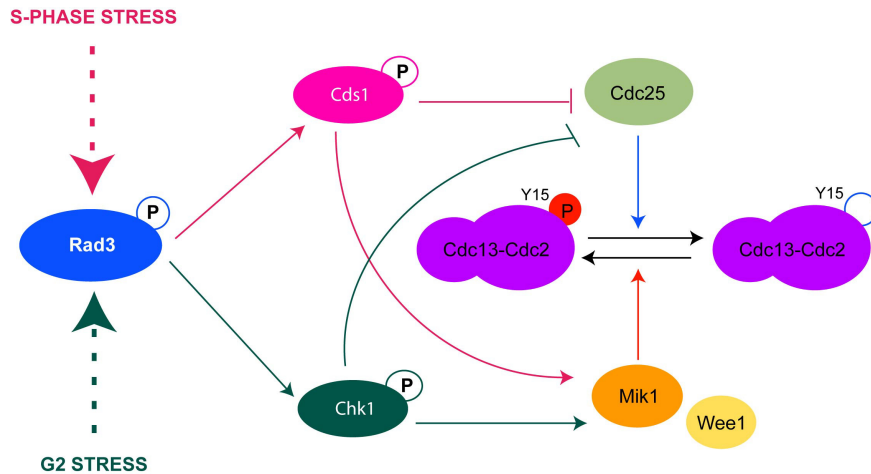 S-PHASE STRESS
P
Cds1
Cdc25
P
Rad3
Y15
P
Cdc13-Cdc2
Y15
Cdc13-Cdc2
P
Chk1
Mik1
Wee1
G2 STRESS